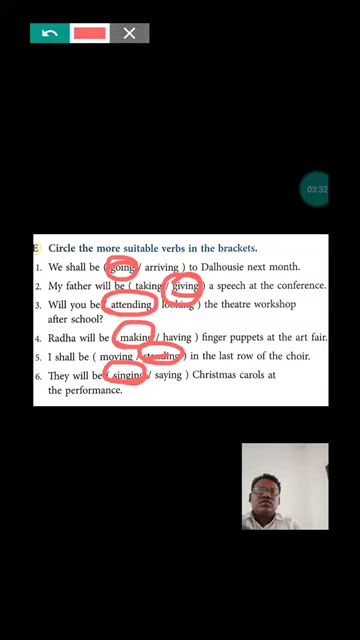 03:32
E Circle the more suitable verbs in the brackets.
1. We shall be ( going / arriving ) to Dalhousie next month.
2. My father will be ( taking / giving ) a speech at the conference.
3. Will you be ( attending / looking ) the theatre workshop
after school?
4. Radha will be ( making / having ) finger puppets at the art fair.
5. I shall be ( moving / standing ) in the last row of the choir.
6. They will be ( singing / saying ) Christmas carols at
the performance.